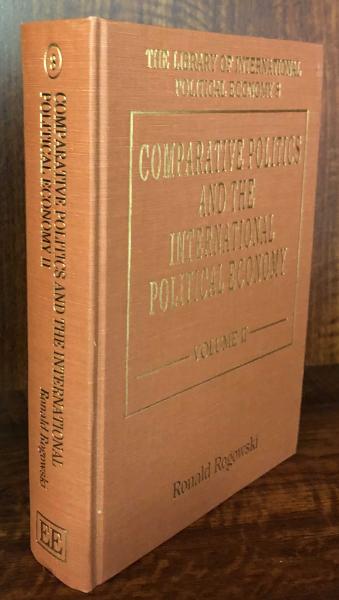 THE LIBRARY OF INTERNATIONAL
POLITICAL ECONOMY 8
COMPARATIVE POLITICS
AND THE
INTERNATIONAL
POLITICAL ECONOMY
VOLUME II
Ronald Rogowski
8
COMPARATIVE POLITICS AND THE INTERNATIONAL
POLITICAL ECONOMY II
Ronald Rogowski
EE